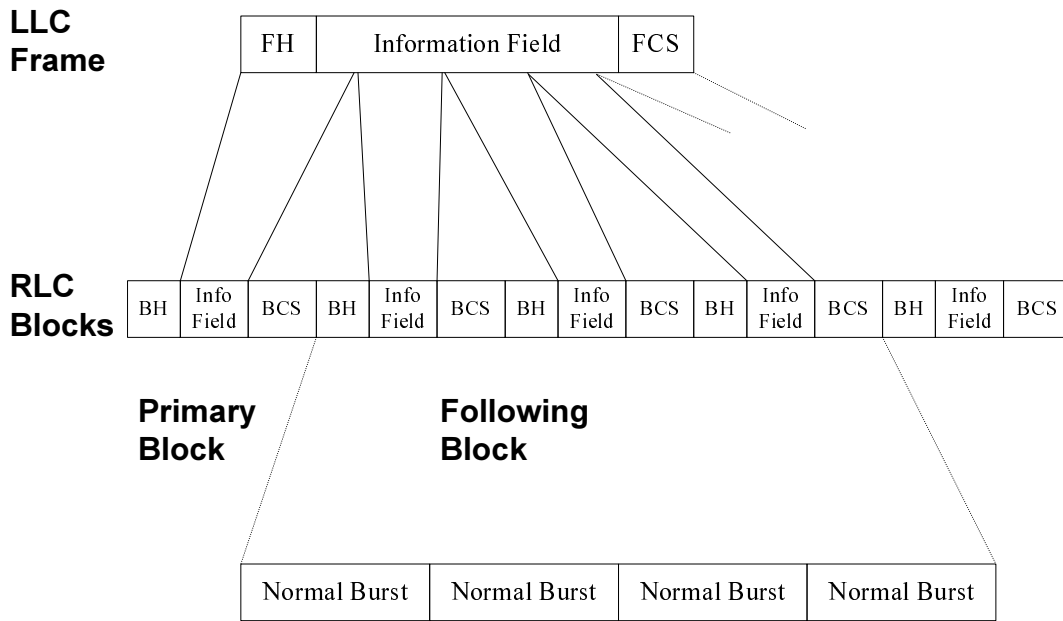 LLC
Frame
FH Information Field FCS
RLC
Blocks
BH Info Field BCS BH Info Field BCS BH Info Field BCS BH Info Field BCS BH Info Field BCS
Primary
Block
Following
Block
Normal Burst Normal Burst Normal Burst Normal Burst